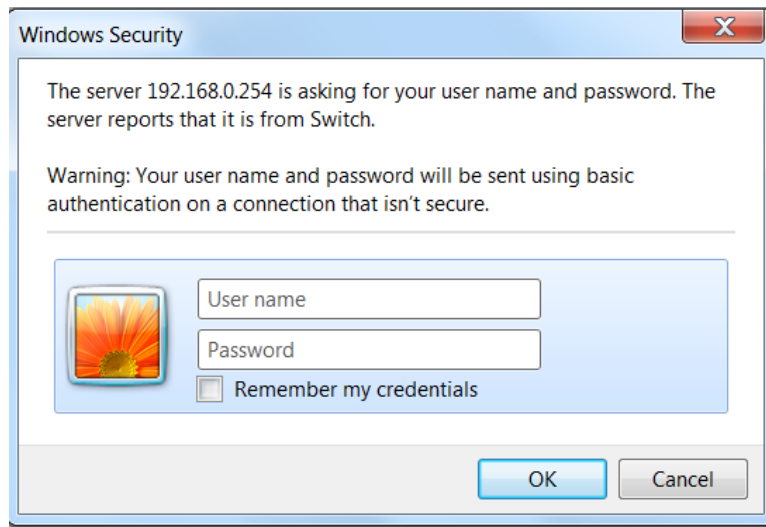 Windows Security
The server 192.168.0.254 is asking for your user name and password. The
server reports that it is from Switch.
Warning: Your user name and password will be sent using basic
authentication on a connection that isn't secure.
User name
Password
Remember my credentials
OK
Cancel